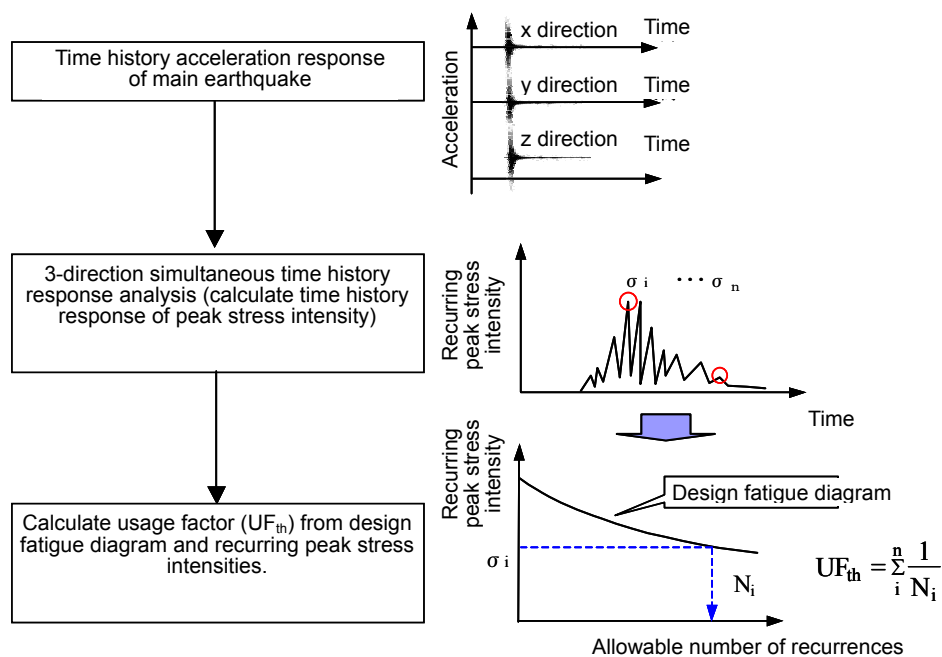 Time history acceleration response
of main earthquake
Acceleration
x direction
Time
y direction
z direction
Time
3-direction simultaneous time history
response analysis (calculate time history
response of peak stress intensity)
Recurring
peak stress
intensity
σ i ··· σ n
Time
Calculate usage factor (UFth) from design
fatigue diagram and recurring peak stress
intensities.
Recurring
peak stress
intensity
Design fatigue diagram
σ i
Ni
Allowable number of recurrences
UFth = Σ n i 1/Ni